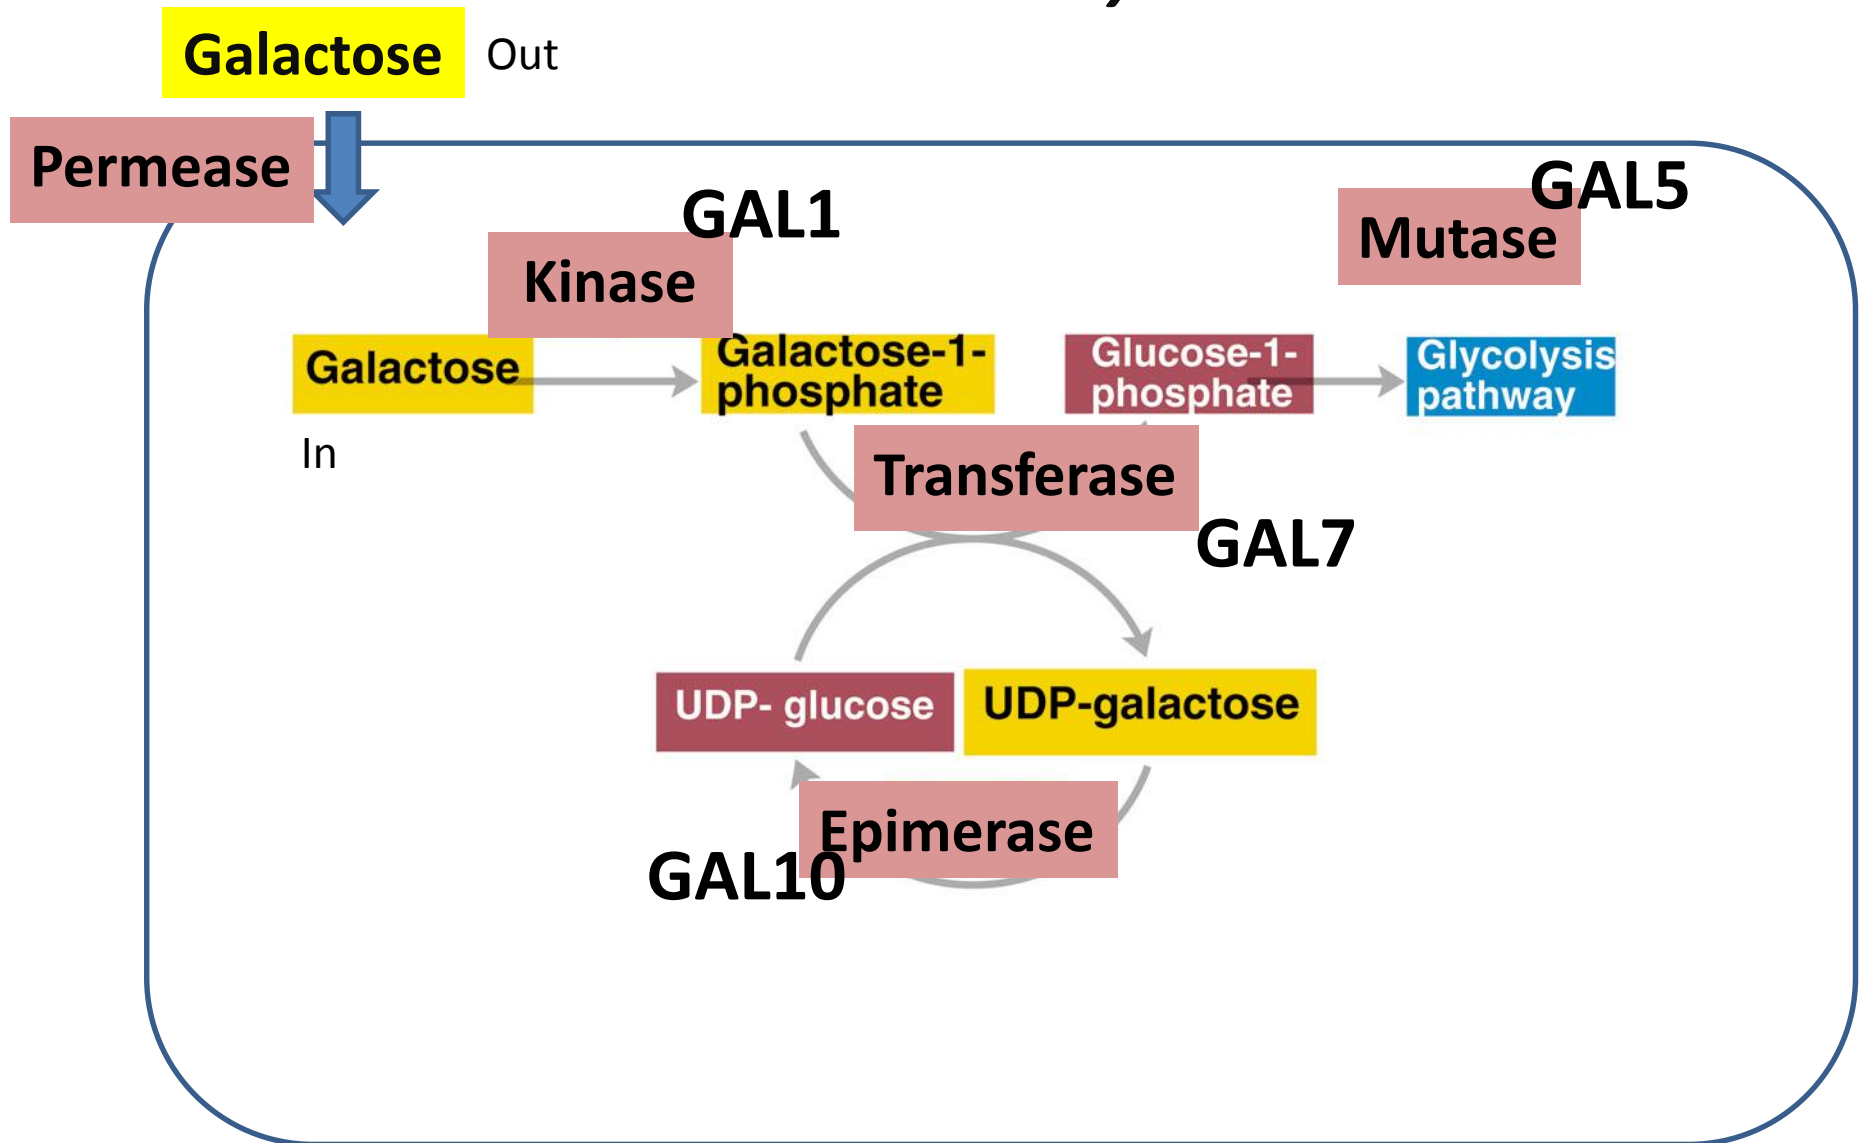 Galactose
Out
Permease
GAL1
Kinase
GAL5
Mutase
Galactose
Galactose-1-
phosphate
Glucose-1-
phosphate
Glycolysis
pathway
In
Transferase
GAL7
UDP- glucose
UDP-galactose
Epimerase
GAL10